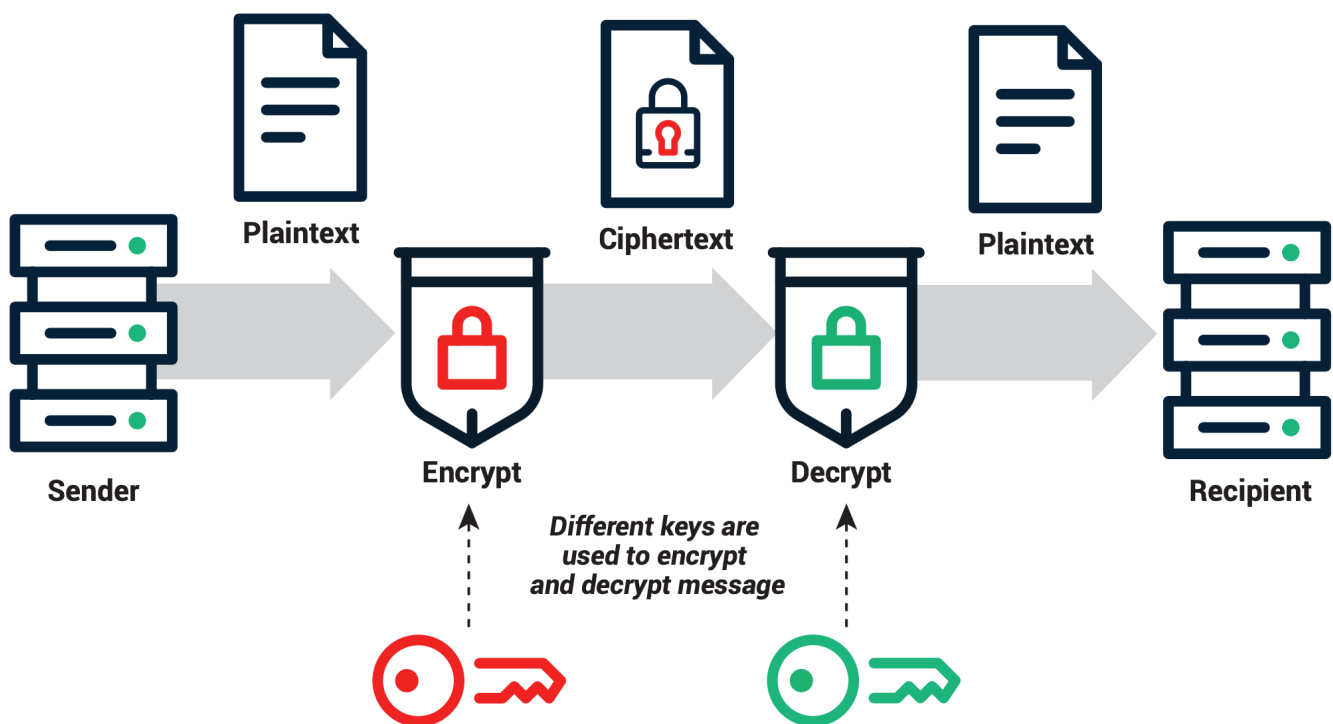 Plaintext
Ciphertext
Plaintext
Sender
Encrypt
Decrypt
Recipient
Different keys are
used to encrypt
and decrypt message